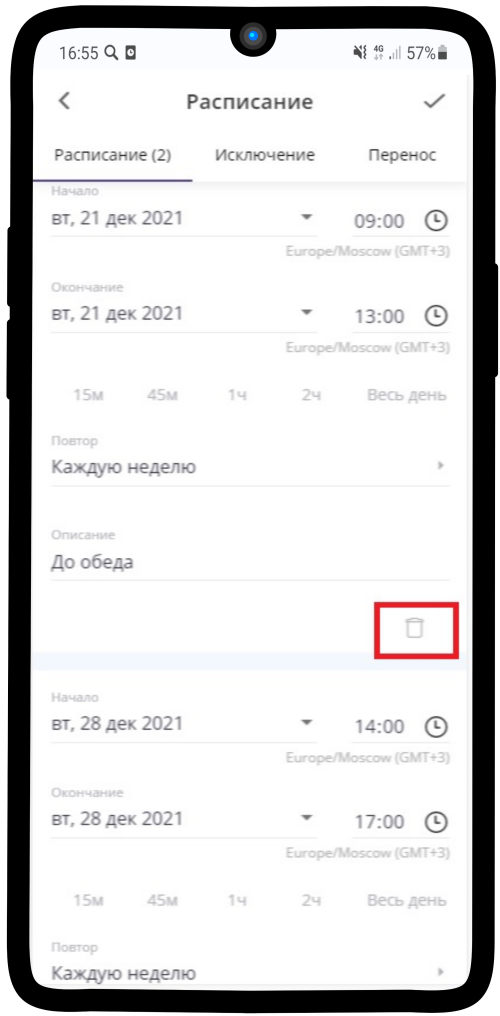 16:55 4G 57%
Расписание
Расписание (2) Исключение Перенос
Начало
вт, 21 дек 2021 09:00
Europe/Moscow (GMT+3)
Окончание
вт, 21 дек 2021 13:00
Europe/Moscow (GMT+3)
15м 45м 1ч 2ч Весь день
Повтор
Каждую неделю
Описание
До обеда
Начало
вт, 28 дек 2021 14:00
Europe/Moscow (GMT+3)
Окончание
вт, 28 дек 2021 17:00
Europe/Moscow (GMT+3)
15м 45м 1ч 2ч Весь день
Повтор
Каждую неделю